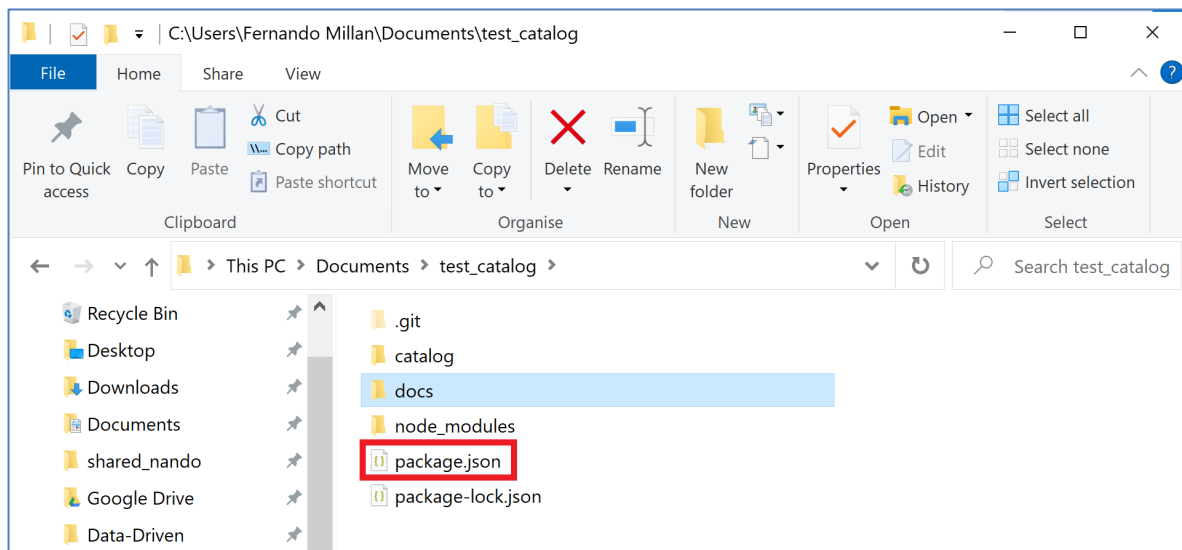 C:\Users\Fernando Millan\Documents\test_catalog
File Home Share View ?
Pin to Quick access
Copy
Paste
Cut
Copy path
Paste shortcut
Clipboard
Move to
Copy to
Delete
Rename
Organise
New folder
New
Properties
Open
Edit
History
Open
Select all
Select none
Invert selection
Select
This PC > Documents > test_catalog >
Search test_catalog
Recycle Bin
Desktop
Downloads
Documents
shared_nando
Google Drive
Data-Driven
.git
catalog
docs
node_modules
package.json
package-lock.json